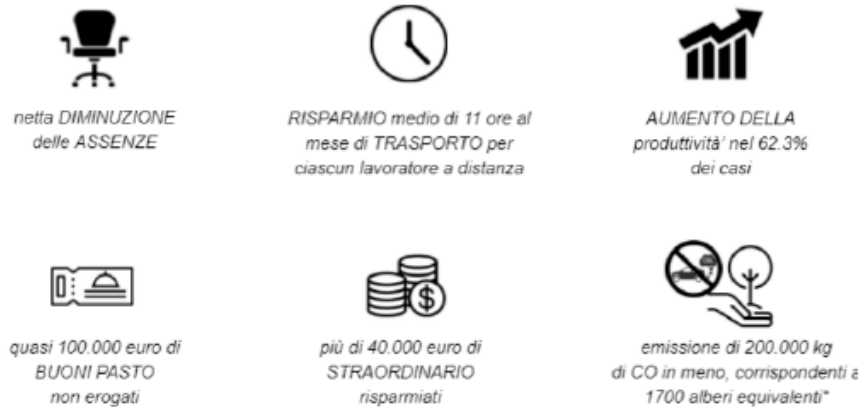 netta DIMINUZIONE
delle ASSENZE
RISPARMIO medio di 11 ore al
mese di TRASPORTO per
ciascun lavoratore a distanza
AUMENTO DELLA
produttività' nel 62.3%
dei casi
quasi 100.000 euro di
BUONI PASTO
non erogati
più di 40.000 euro di
STRAORDINARIO
risparmiati
emissione di 200.000 kg
di CO in meno, corrispondenti a
1700 alberi equivalenti*